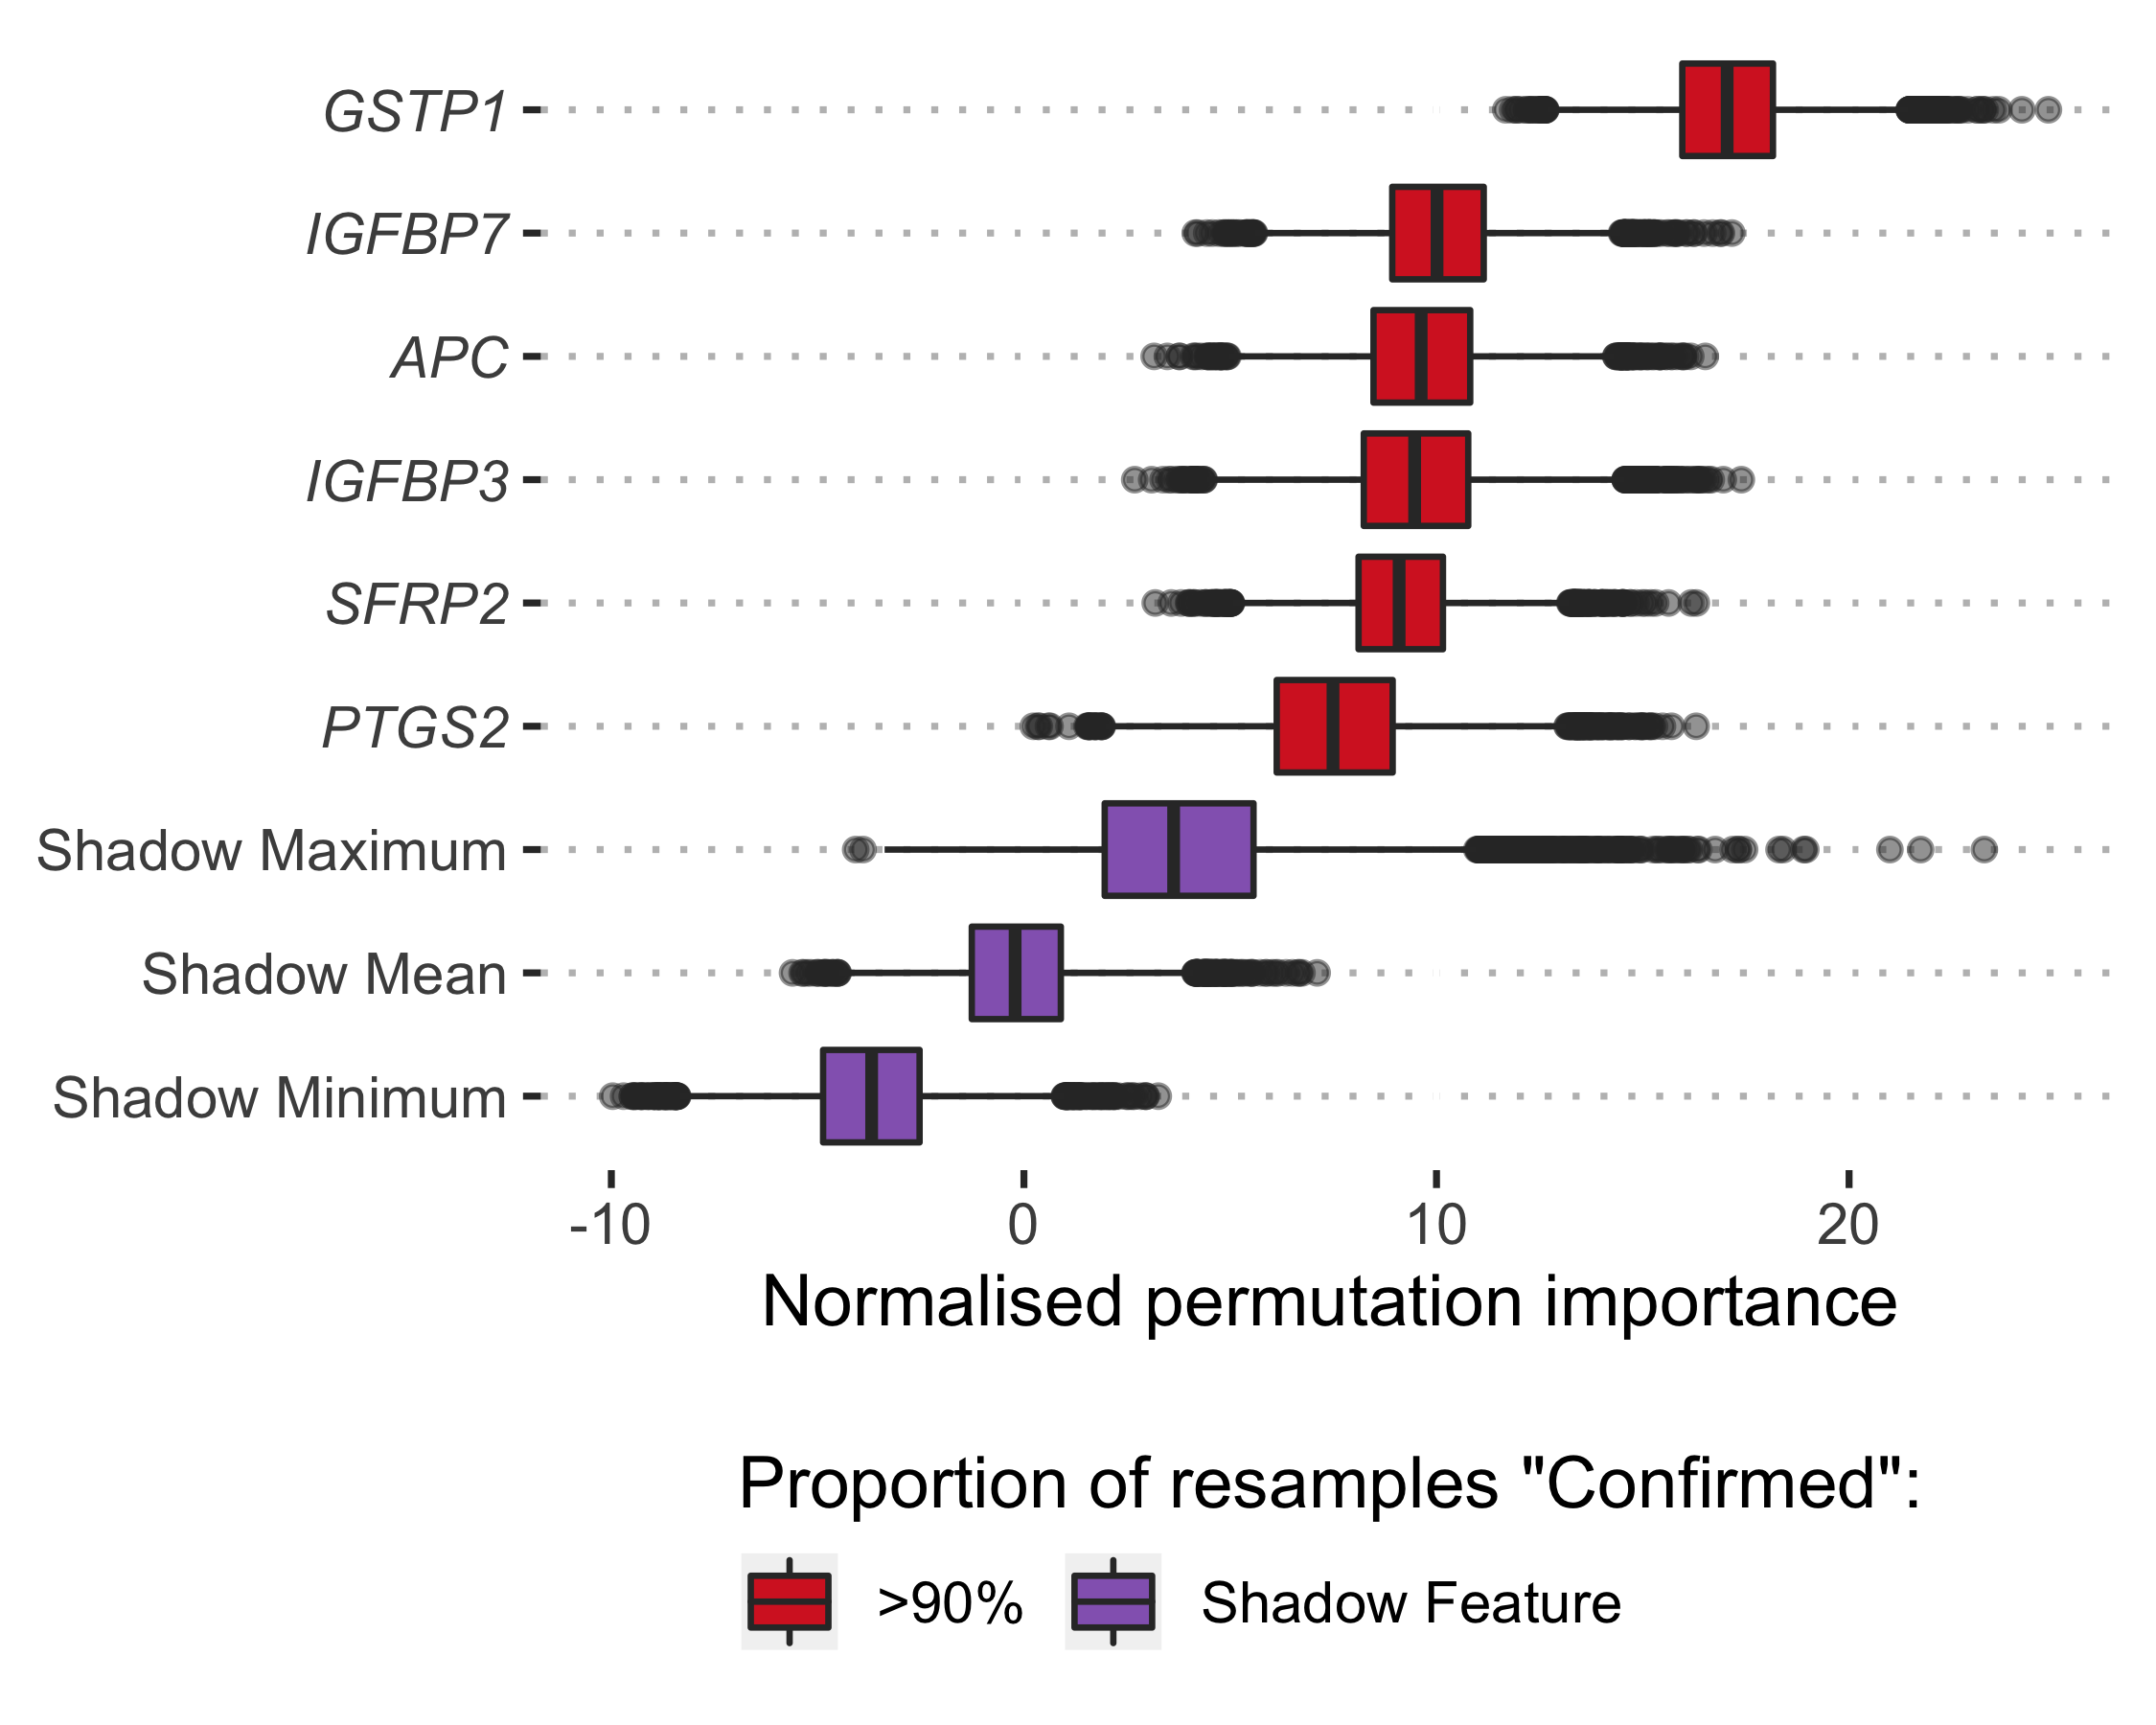 GSTP1
IGFBP7
APC
IGFBP3
SFRP2
PTGS2
Shadow Maximum
Shadow Mean
Shadow Minimum
-10 0 10 20
Normalised permutation importance
Proportion of resamples "Confirmed":
>90% Shadow Feature